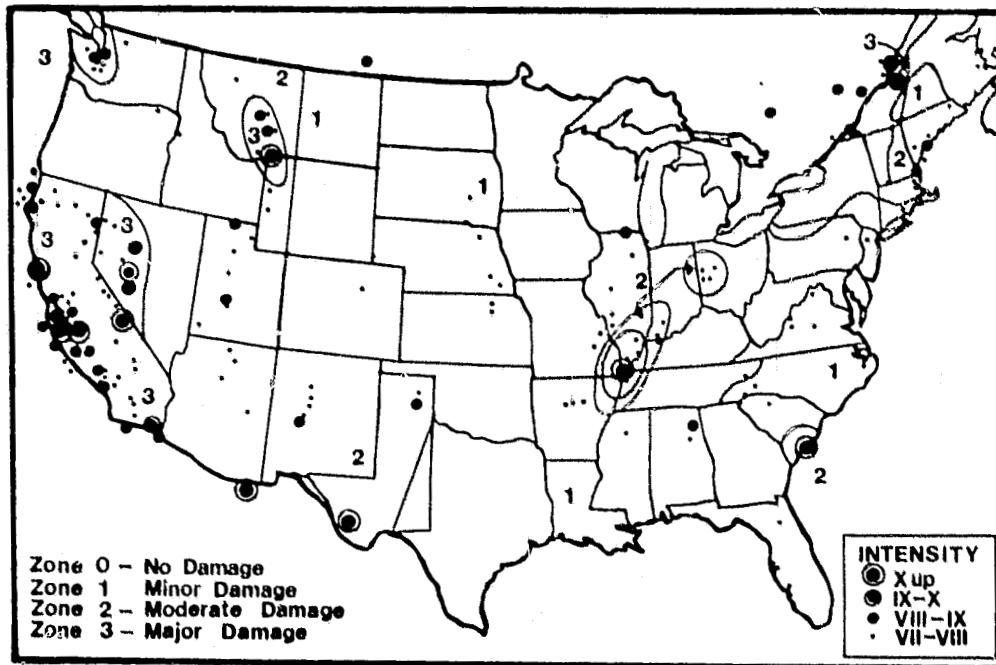 3
3
2
1
3
3
1
3
1
2
1
2
3
3
2
1
1
2
2
Zone 0 – No Damage
Zone 1 Minor Damage
Zone 2 – Moderate Damage
Zone 3 – Major Damage
INTENSITY
X up
IX–X
VIII–IX
VII–VIII